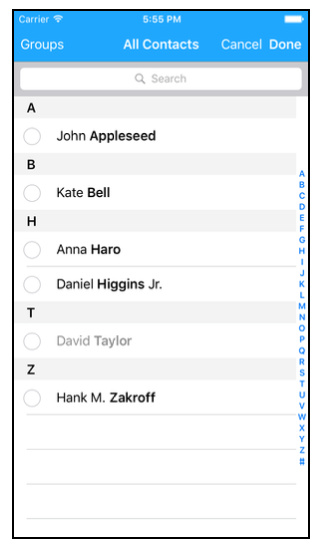 Carrier 5:55 PM
Groups All Contacts Cancel Done
Search
A
John Appleseed
B
Kate Bell
H
Anna Haro
Daniel Higgins Jr.
T
David Taylor
Z
Hank M. Zakroff
A
B
C
D
E
F
G
H
I
J
K
L
M
N
O
P
Q
R
S
T
U
V
W
X
Y
Z
#